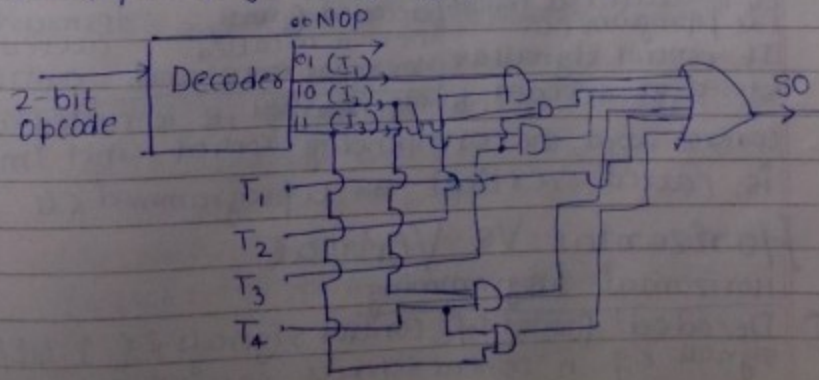 00 NOP
01 (I₁)
Decoder
10 (I₂)
11 (I₃)
2-bit
opcode
SO
T₁
T₂
T₃
T₄